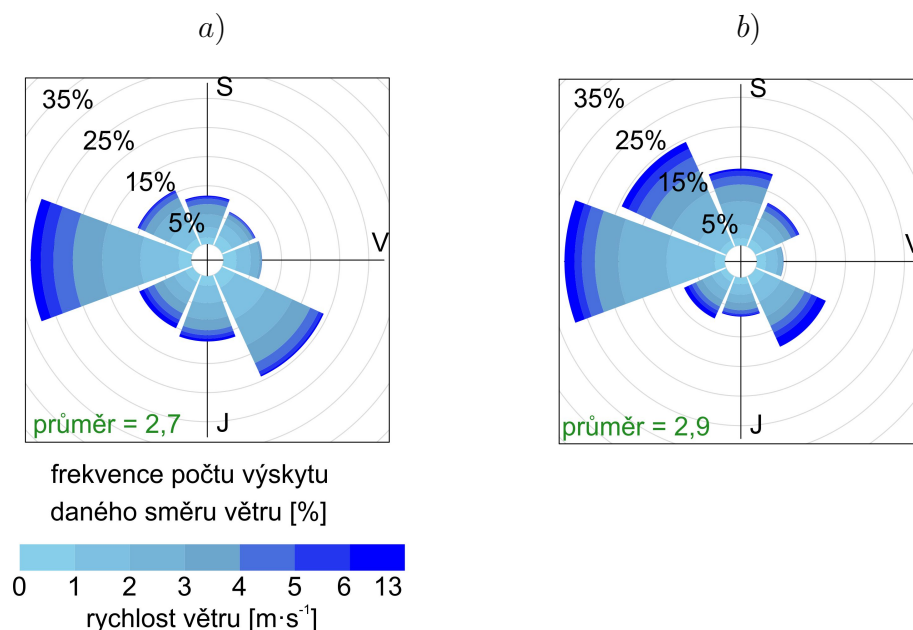 a)
b)
S
35%
25%
15%
5%
V
průměr = 2,7
J
S
35%
25%
15%
5%
V
průměr = 2,9
J
frekvence počtu výskytu
daného směru větru [%]
0 1 2 3 4 5 6 13
rychlost větru [m·s⁻¹]